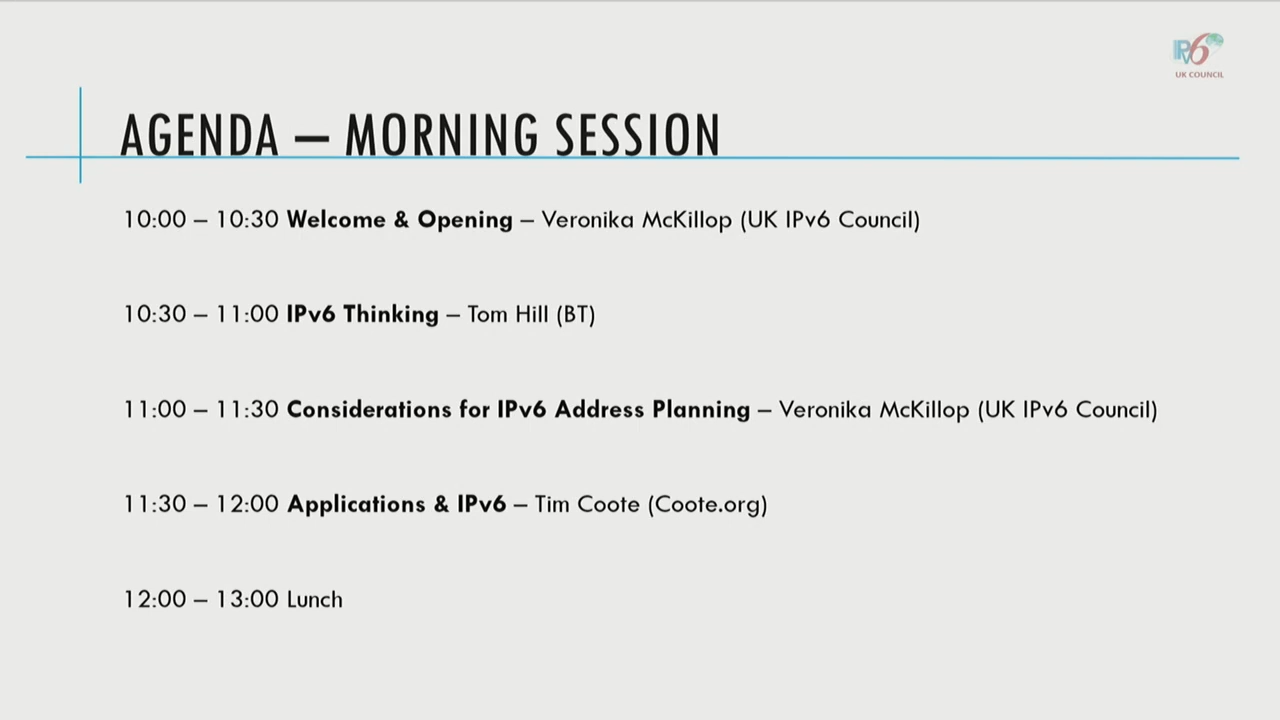 IPv6
UK COUNCIL
AGENDA – MORNING SESSION
10:00 – 10:30 Welcome & Opening – Veronika McKillop (UK IPv6 Council)
10:30 – 11:00 IPv6 Thinking – Tom Hill (BT)
11:00 – 11:30 Considerations for IPv6 Address Planning – Veronika McKillop (UK IPv6 Council)
11:30 – 12:00 Applications & IPv6 – Tim Coote (Coote.org)
12:00 – 13:00 Lunch